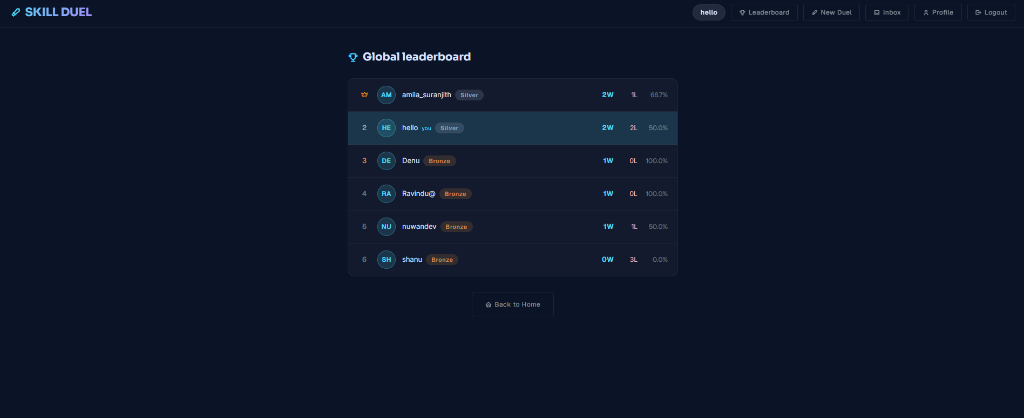 SKILL DUEL hello Leaderboard New Duel Inbox Profile Logout
Global leaderboard
AM amila_suranjith Silver 2W 1L 66.7%
2 HE hello you Silver 2W 2L 50.0%
3 DE Denu Bronze 1W 0L 100.0%
4 RA Ravindu@ Bronze 1W 0L 100.0%
5 NU nuwandev Bronze 1W 1L 50.0%
6 SH shanu Bronze 0W 3L 0.0%
Back to Home